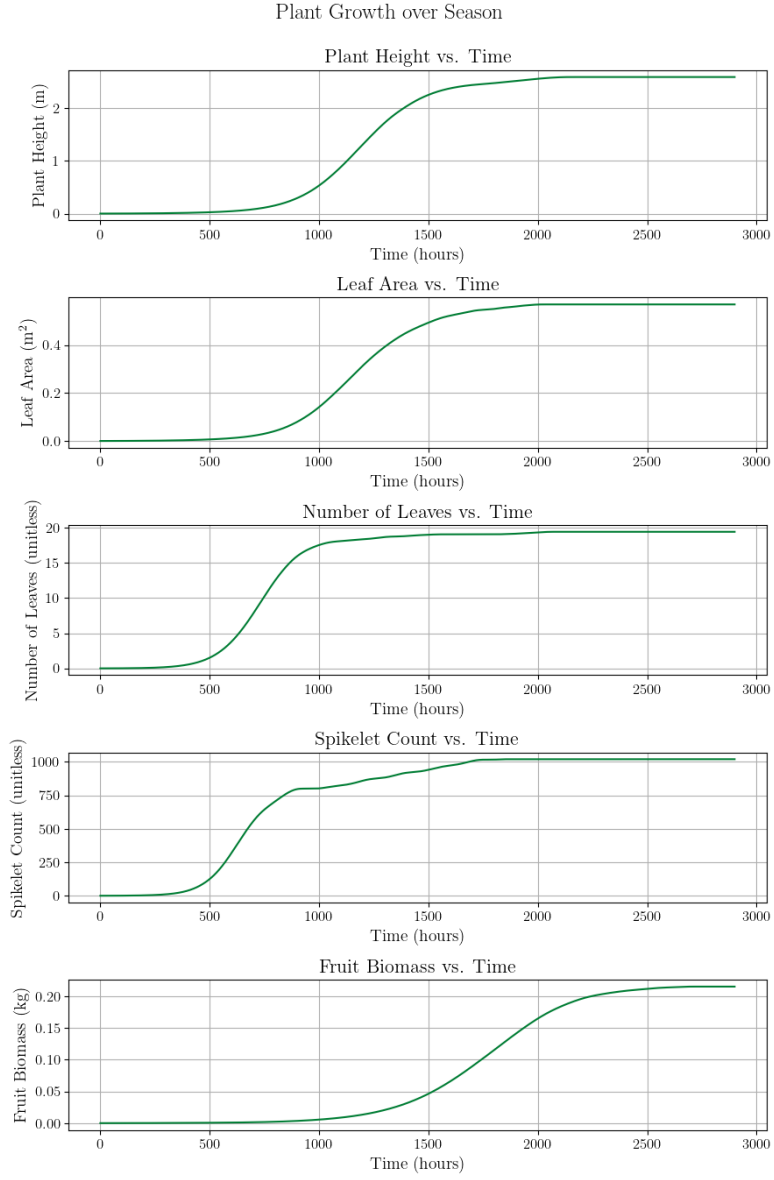 Plant Growth over Season
Plant Height vs. Time
Plant Height (m)
2
1
0
0 500 1000 1500 2000 2500 3000
Time (hours)
Leaf Area vs. Time
Leaf Area (m²)
0.4
0.2
0.0
0 500 1000 1500 2000 2500 3000
Time (hours)
Number of Leaves vs. Time
Number of Leaves (unitless)
20
15
10
5
0
0 500 1000 1500 2000 2500 3000
Time (hours)
Spikelet Count vs. Time
Spikelet Count (unitless)
1000
750
500
250
0
0 500 1000 1500 2000 2500 3000
Time (hours)
Fruit Biomass vs. Time
Fruit Biomass (kg)
0.20
0.15
0.10
0.05
0.00
0 500 1000 1500 2000 2500 3000
Time (hours)